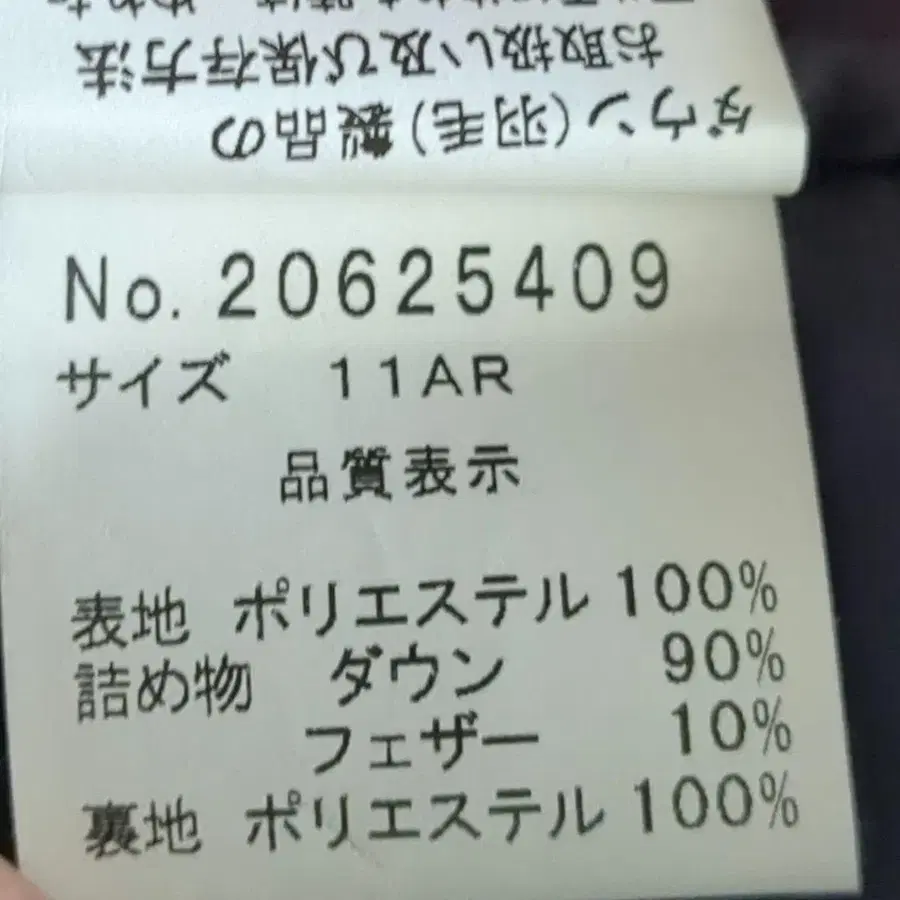 ダウン(羽毛)製品の
お取扱い及び保存方法
No. 20625409
サイズ 11AR
品質表示
表地 ポリエステル 100%
詰め物 ダウン 90%
フェザー 10%
裏地 ポリエステル 100%